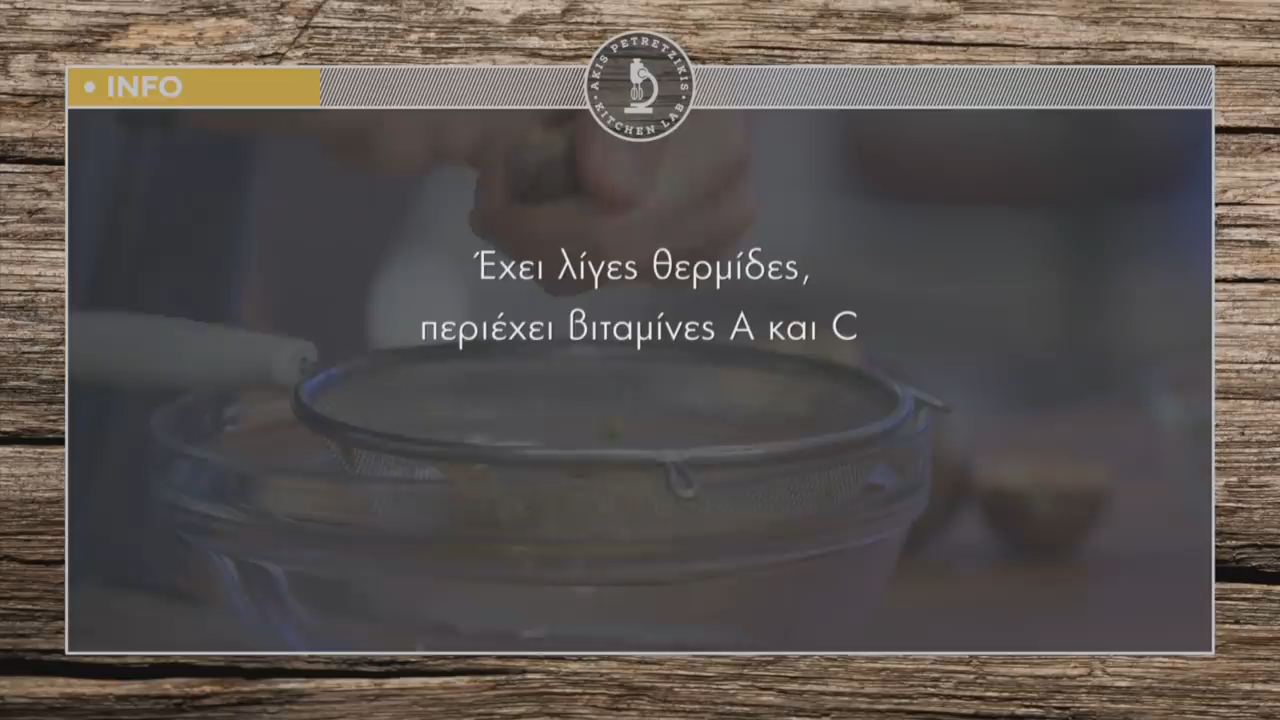 AKIS PETRETZIKIS
• INFO
• KITCHEN LAB •
Έχει λίγες θερμίδες,
περιέχει βιταμίνες Α και C